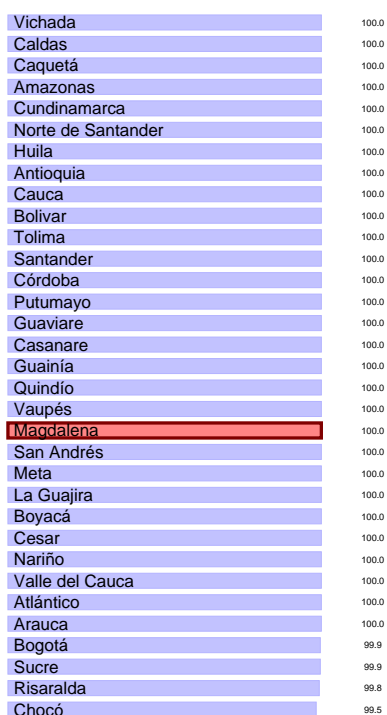 Vichada 100.0
Caldas 100.0
Caquetá 100.0
Amazonas 100.0
Cundinamarca 100.0
Norte de Santander 100.0
Huila 100.0
Antioquia 100.0
Cauca 100.0
Bolivar 100.0
Tolima 100.0
Santander 100.0
Córdoba 100.0
Putumayo 100.0
Guaviare 100.0
Casanare 100.0
Guainía 100.0
Quindío 100.0
Vaupés 100.0
Magdalena 100.0
San Andrés 100.0
Meta 100.0
La Guajira 100.0
Boyacá 100.0
Cesar 100.0
Nariño 100.0
Valle del Cauca 100.0
Atlántico 100.0
Arauca 100.0
Bogotá 99.9
Sucre 99.9
Risaralda 99.8
Chocó 99.5